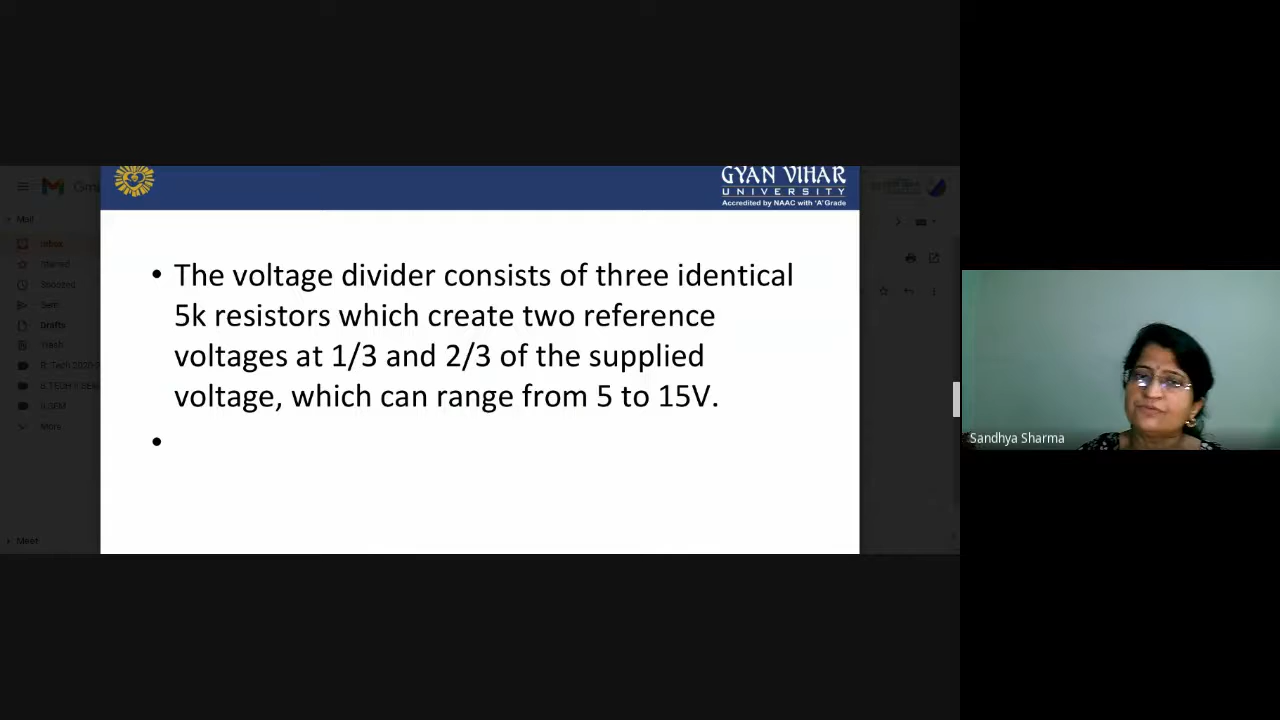 GYAN VIHAR
UNIVERSITY
Accredited by NAAC with 'A' Grade
Mail
Inbox
Starred
Snoozed
Sent
Drafts
Trash
More
Meet
• The voltage divider consists of three identical
5k resistors which create two reference
voltages at 1/3 and 2/3 of the supplied
voltage, which can range from 5 to 15V.
•
Sandhya Sharma